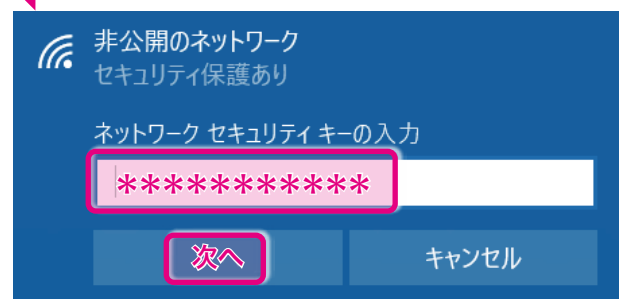 非公開のネットワーク
セキュリティ保護あり
ネットワーク セキュリティ キーの入力
***********
次へ
キャンセル